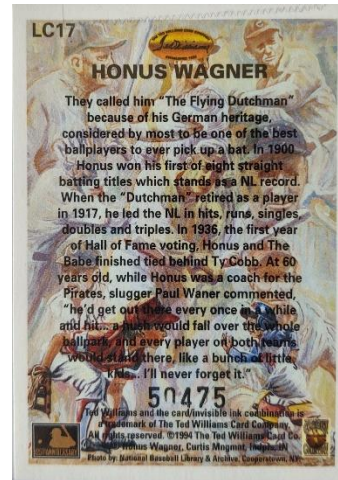 LC17
Ted Williams
HONUS WAGNER
They called him "The Flying Dutchman"
because of his German heritage,
considered by most to be one of the best
ballplayers to ever pick up a bat. In 1900
Honus won his first of eight straight
batting titles which stands as a NL record.
When the "Dutchman" retired as a player
in 1917, he led the NL in hits, runs, singles,
doubles and triples. In 1936, the first year
of Hall of Fame voting, Honus and The
Babe finished tied behind Ty Cobb. At 60
years old, while Honus was a coach for the
Pirates, slugger Paul Waner commented,
"he'd get out there every once in a while
and hit... a hush would fall over the whole
ballpark, and every player on both teams
would stand there, like a bunch of little
kids... I'll never forget it."
50475
Ted Williams and the card/invisible ink combination is
a trademark of The Ted Williams Card Company.
All rights reserved. ©1994 The Ted Williams Card Co.
Honus Wagner, Curtis Mngmnt, Indpls, IN
Photo by: National Baseball Library & Archive, Cooperstown, N.Y.